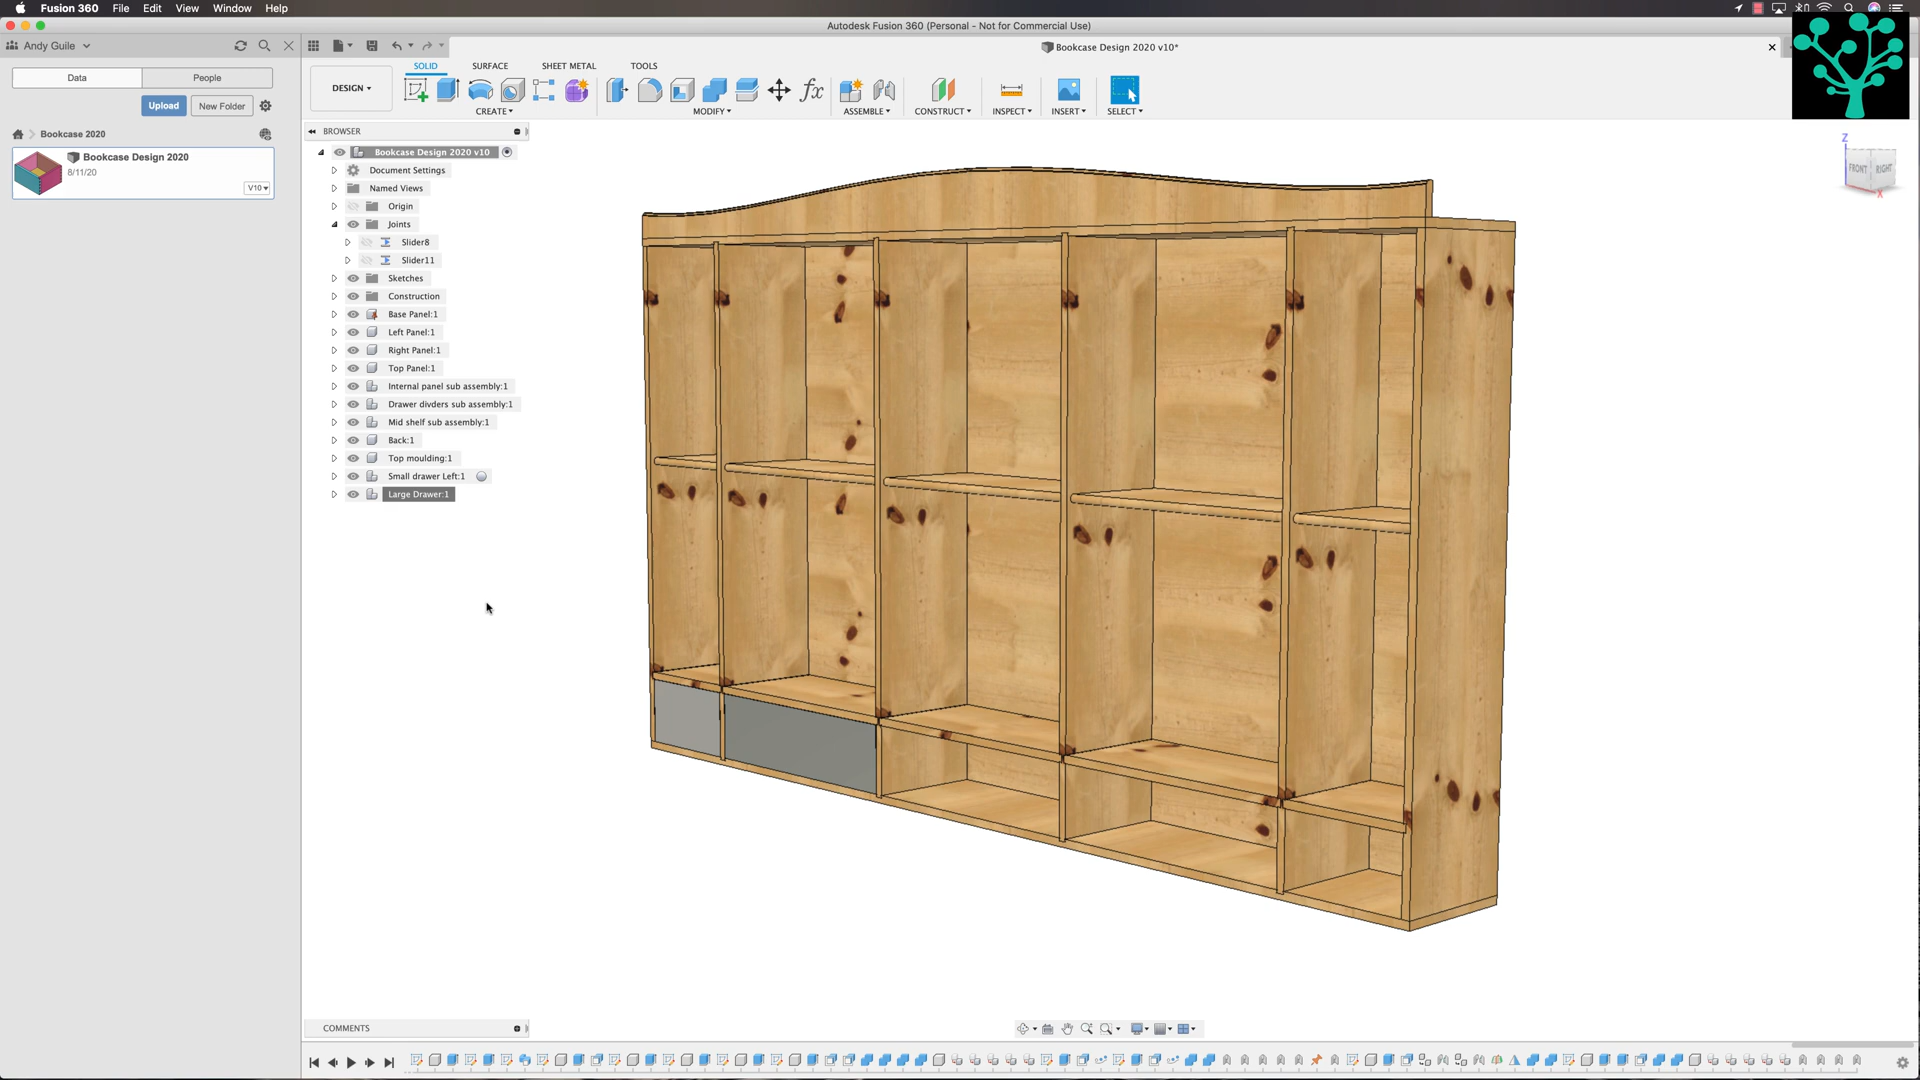 Fusion 360 File Edit View Window Help
Autodesk Fusion 360 (Personal - Not for Commercial Use)
Andy Guile
Bookcase Design 2020 v10*
Data People
SOLID SURFACE SHEET METAL TOOLS
DESIGN
Upload New Folder
CREATE MODIFY ASSEMBLE CONSTRUCT INSPECT INSERT SELECT
Bookcase 2020
Bookcase Design 2020
8/11/20
V10
BROWSER
Bookcase Design 2020 v10
Document Settings
Named Views
Origin
Joints
Slider8
Slider11
Sketches
Construction
Base Panel:1
Left Panel:1
Right Panel:1
Top Panel:1
Internal panel sub assembly:1
Drawer divders sub assembly:1
Mid shelf sub assembly:1
Back:1
Top moulding:1
Small drawer Left:1
Large Drawer:1
Z
FRONT RIGHT
X
COMMENTS